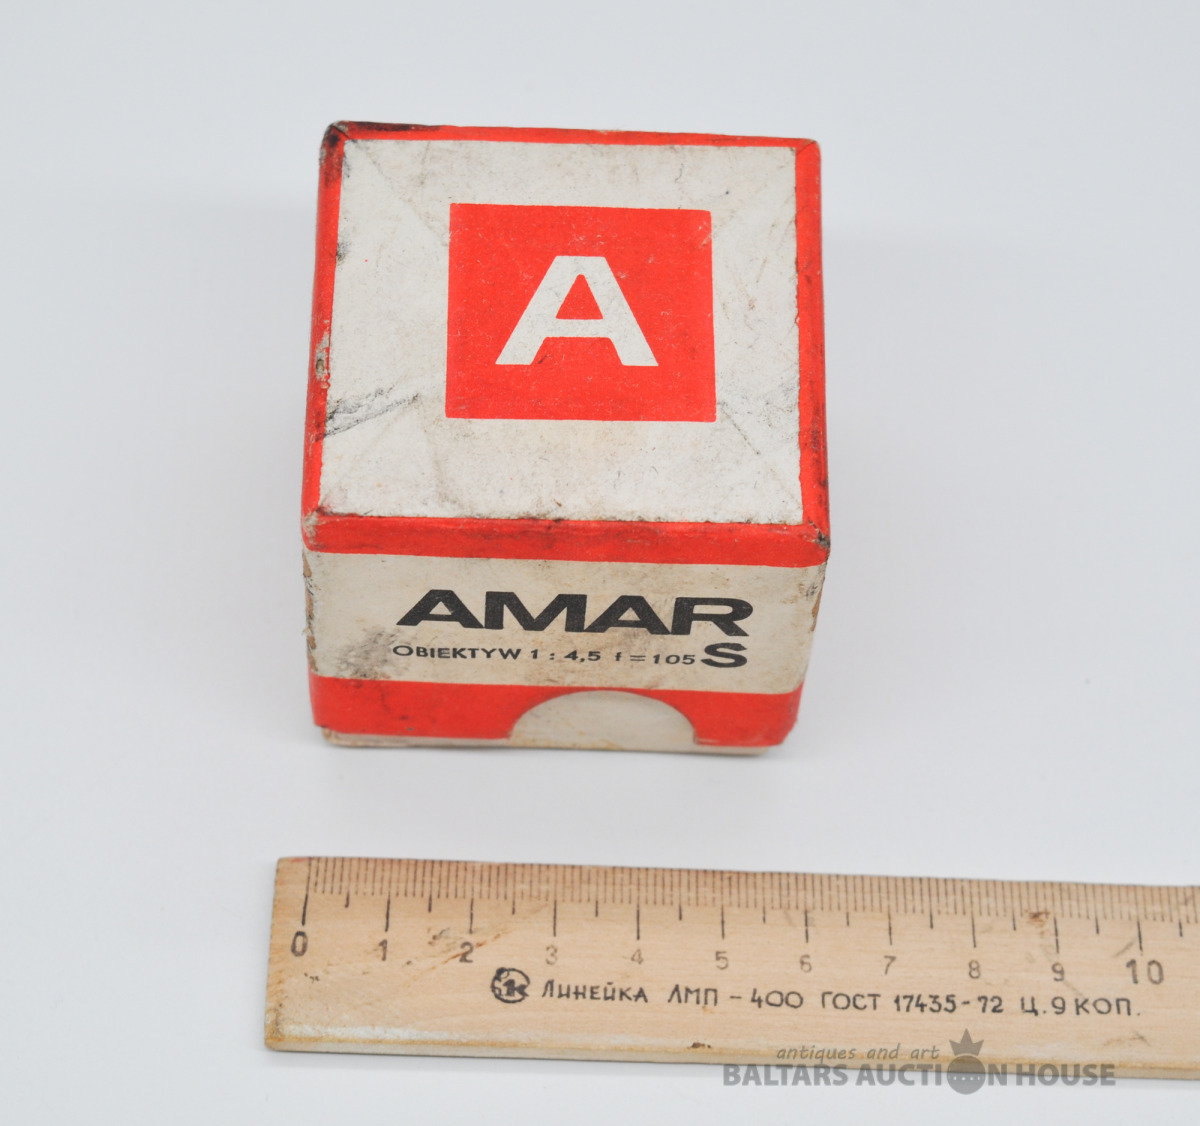 A
AMAR
OBIEKTYW 1 : 4,5 f = 105 S
0 1 2 3 4 5 6 7 8 9 10
ЛИНЕЙКА ЛМП – 400 ГОСТ 17435-72 Ц. 9 КОП.
antiques and art
BALTARS AUCTION HOUSE